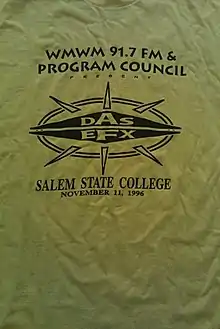 WMWM 91.7 FM &
PROGRAM COUNCIL
PRESENT
DAS
EFX
SALEM STATE COLLEGE
NOVEMBER 11, 1996